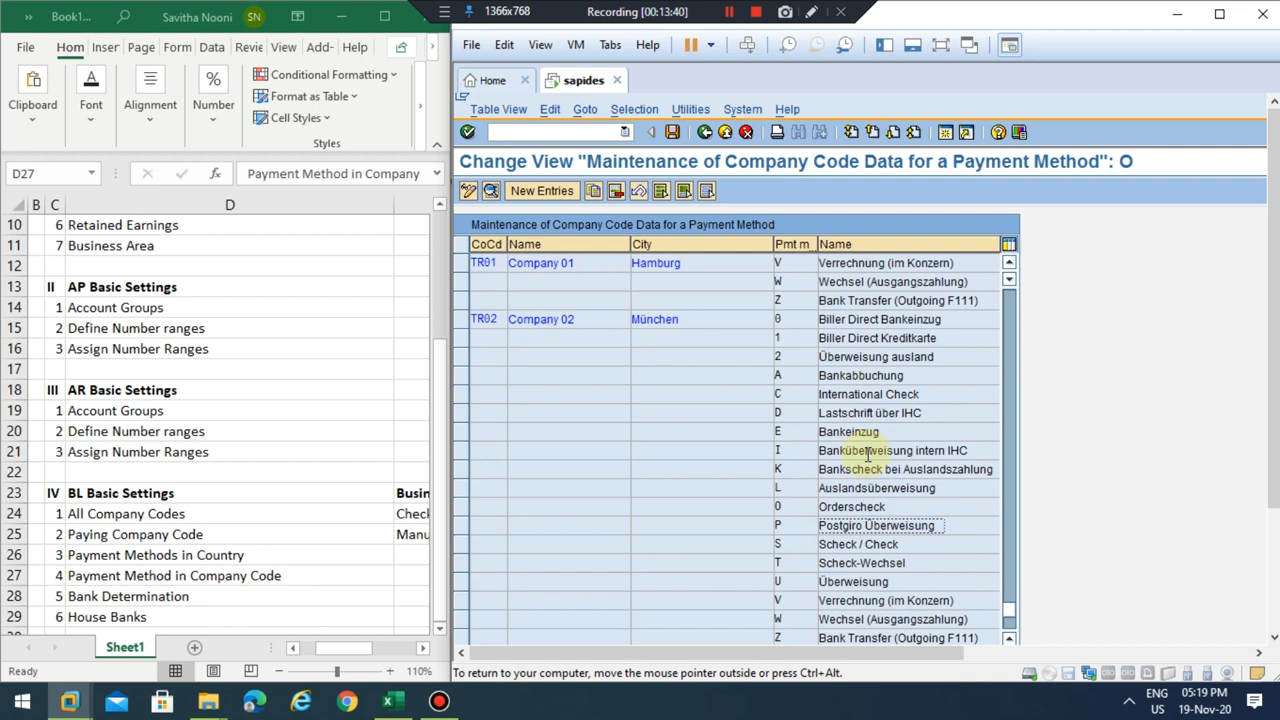 Book1... Savitha Nooni SN
File Hom Inser Page Form Data Revie View Add- Help
Clipboard Font Alignment Number
Conditional Formatting
Format as Table
Cell Styles
Styles
D27 fx Payment Method in Company
B C D
10 6 Retained Earnings
11 7 Business Area
12
13 II AP Basic Settings
14 1 Account Groups
15 2 Define Number ranges
16 3 Assign Number Ranges
17
18 III AR Basic Settings
19 1 Account Groups
20 2 Define Number ranges
21 3 Assign Number Ranges
22
23 IV BL Basic Settings Busin
24 1 All Company Codes Check
25 2 Paying Company Code Manu
26 3 Payment Methods in Country
27 4 Payment Method in Company Code
28 5 Bank Determination
29 6 House Banks
Sheet1
Ready 110%
1366x768 Recording [00:13:40]
File Edit View VM Tabs Help
Home sapides
Table View Edit Goto Selection Utilities System Help
Change View "Maintenance of Company Code Data for a Payment Method": O
New Entries
Maintenance of Company Code Data for a Payment Method
CoCd Name City Pmt m Name
TR01 Company 01 Hamburg V Verrechnung (im Konzern)
W Wechsel (Ausgangszahlung)
Z Bank Transfer (Outgoing F111)
TR02 Company 02 München 0 Biller Direct Bankeinzug
1 Biller Direct Kreditkarte
2 Überweisung ausland
A Bankabbuchung
C International Check
D Lastschrift über IHC
E Bankeinzug
I Banküberweisung intern IHC
K Bankscheck bei Auslandszahlung
L Auslandsüberweisung
O Orderscheck
P Postgiro Überweisung
S Scheck / Check
T Scheck-Wechsel
U Überweisung
V Verrechnung (im Konzern)
W Wechsel (Ausgangszahlung)
Z Bank Transfer (Outgoing F111)
To return to your computer, move the mouse pointer outside or press Ctrl+Alt.
ENG
US
05:19 PM
19-Nov-20